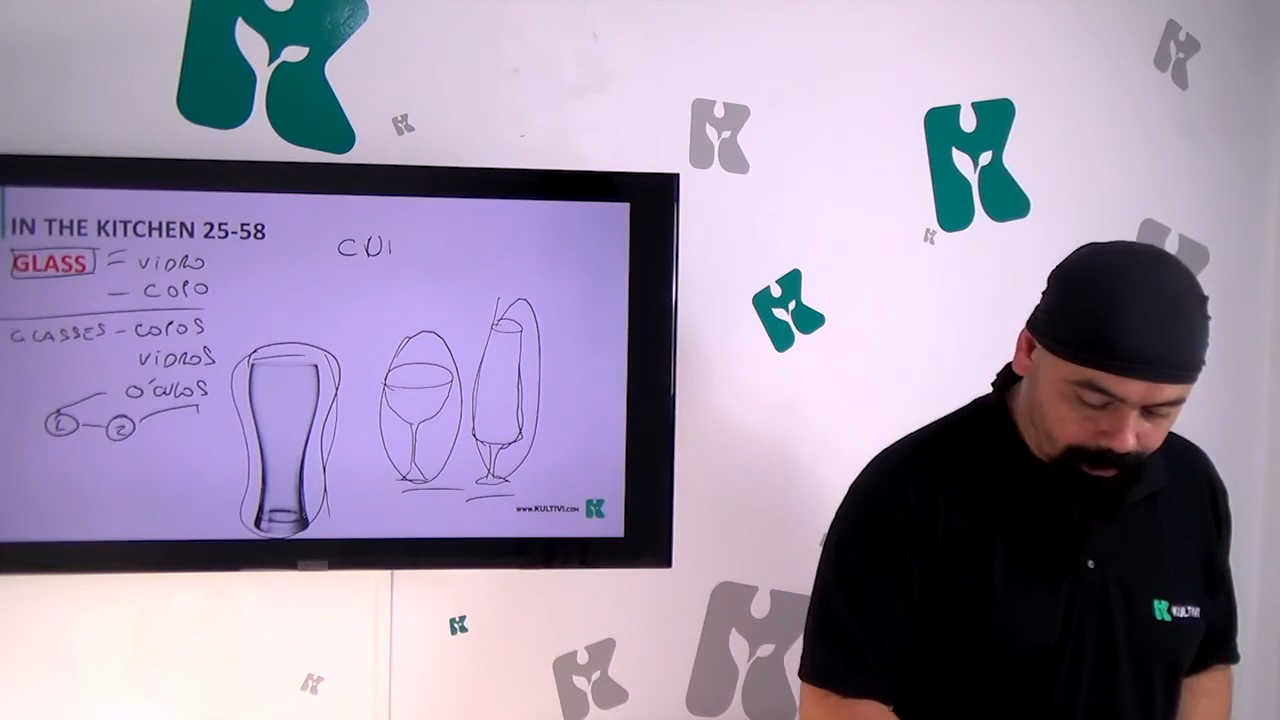 IN THE KITCHEN 25-58
CUI
GLASS = VIDRO
- COPO
GLASSES - COPOS
VIDROS
ÓCULOS
1 - 2
WWW.KULTIVI.COM
KULTIVI